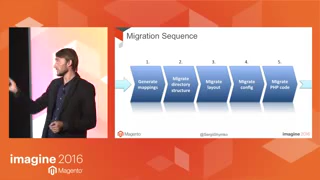 Migration Sequence
1.
2.
3.
4.
5.
Generate
mappings
Migrate
directory
structure
Migrate
layout
Migrate
config
Migrate
PHP code
Magento
imagine 2016
imagine 2016
Magento